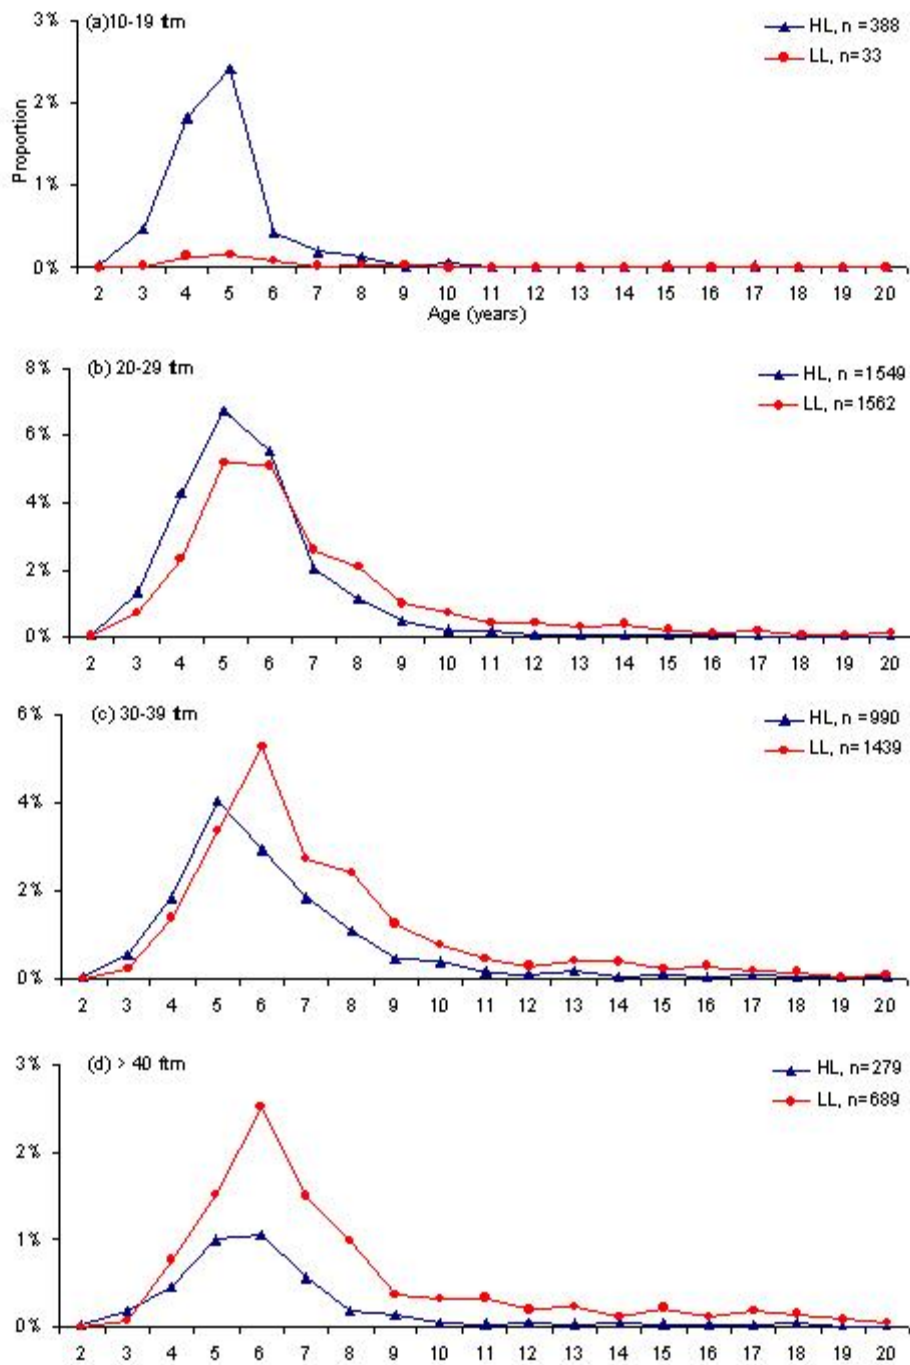 3%
(a)10-19 tm
HL, n =388
LL, n=33
2%
Proportion
1%
0%
2 3 4 5 6 7 8 9 10 11 12 13 14 15 16 17 18 19 20
Age (years)
8%
(b) 20-29 tm
HL, n =1549
LL, n=1562
6%
4%
2%
0%
2 3 4 5 6 7 8 9 10 11 12 13 14 15 16 17 18 19 20
6%
(c) 30-39 tm
HL, n =990
LL, n=1439
4%
2%
0%
2 3 4 5 6 7 8 9 10 11 12 13 14 15 16 17 18 19 20
3%
(d) > 40 ftm
HL, n=279
LL, n=689
2%
1%
0%
2 3 4 5 6 7 8 9 10 11 12 13 14 15 16 17 18 19 20